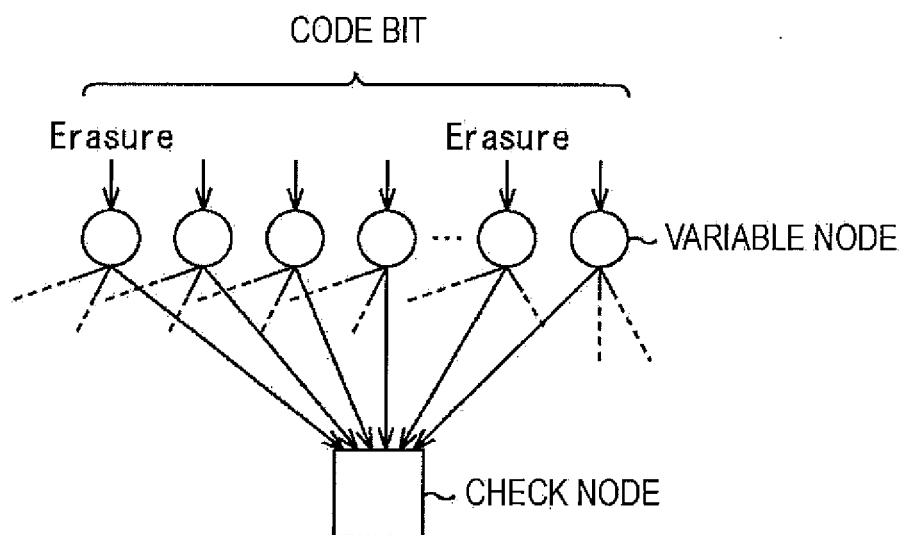 CODE BIT
Erasure
Erasure
...
VARIABLE NODE
CHECK NODE